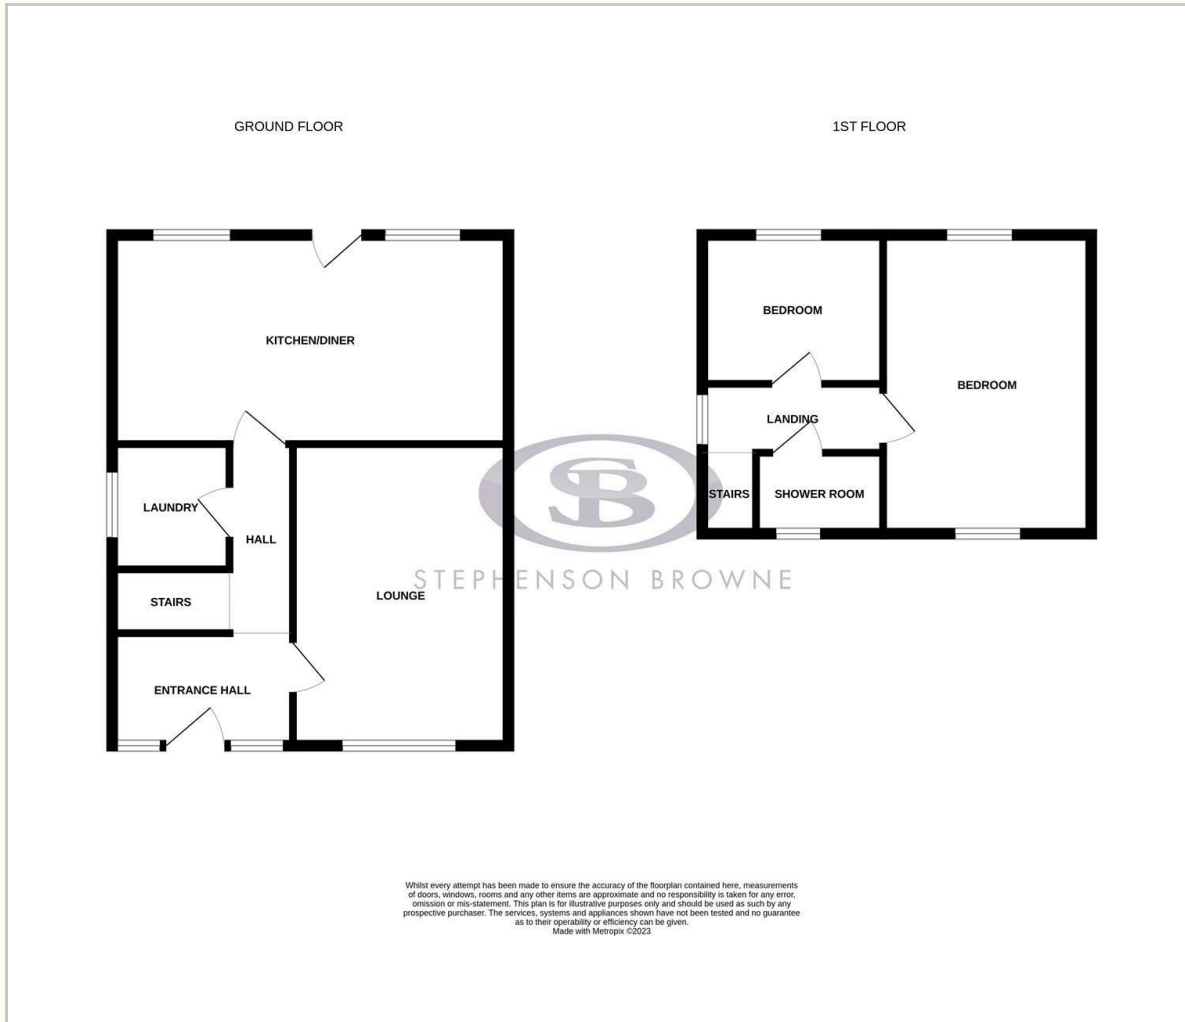 GROUND FLOOR
1ST FLOOR
KITCHEN/DINER
BEDROOM
BEDROOM
LANDING
LAUNDRY
STAIRS
SHOWER ROOM
HALL
SB
STEPHENSON BROWNE
STAIRS
LOUNGE
ENTRANCE HALL
Whilst every attempt has been made to ensure the accuracy of the floorplan contained here, measurements
of doors, windows, rooms and any other items are approximate and no responsibility is taken for any error,
omission or mis-statement. This plan is for illustrative purposes only and should be used as such by any
prospective purchaser. The services, systems and appliances shown have not been tested and no guarantee
as to their operability or efficiency can be given.
Made with Metropix ©2023